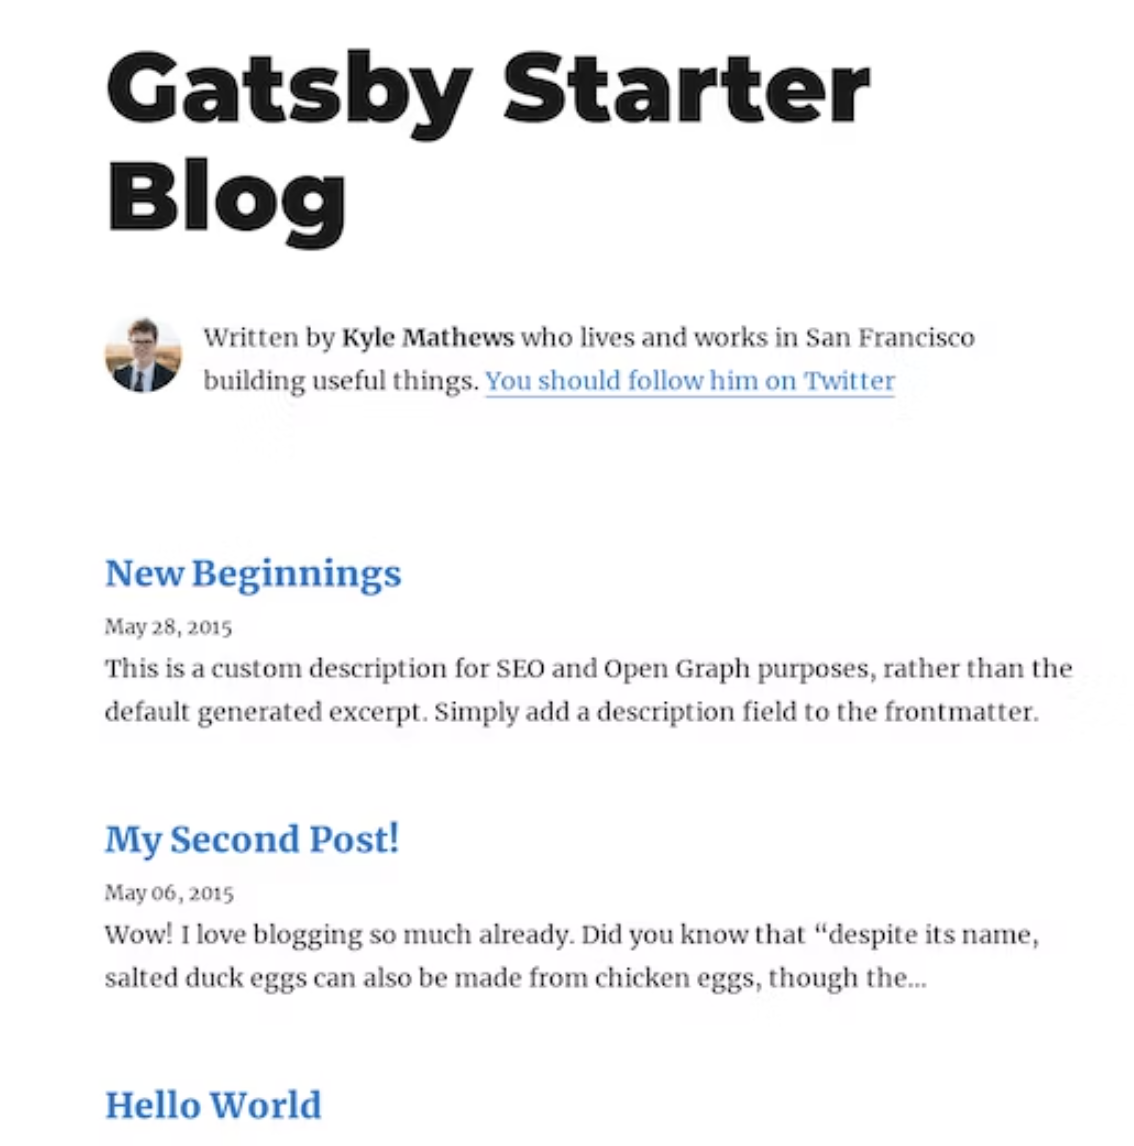 Gatsby Starter
Blog
Written by Kyle Mathews who lives and works in San Francisco
building useful things. You should follow him on Twitter
New Beginnings
May 28, 2015
This is a custom description for SEO and Open Graph purposes, rather than the
default generated excerpt. Simply add a description field to the frontmatter.
My Second Post!
May 06, 2015
Wow! I love blogging so much already. Did you know that “despite its name,
salted duck eggs can also be made from chicken eggs, though the…
Hello World